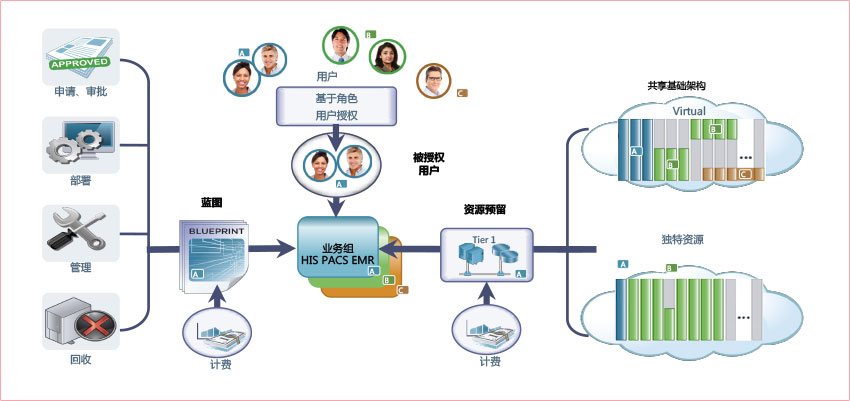 APPROVED
申请、审批
部署
管理
回收
蓝图
BLUEPRINT
A
计费
A
B
C
用户
基于角色
用户授权
A
被授权
用户
业务组
HIS PACS EMR
A
B
C
资源预留
Tier 1
A
计费
共享基础架构
Virtual
A
B
B
C
...
独特资源
A
B
...